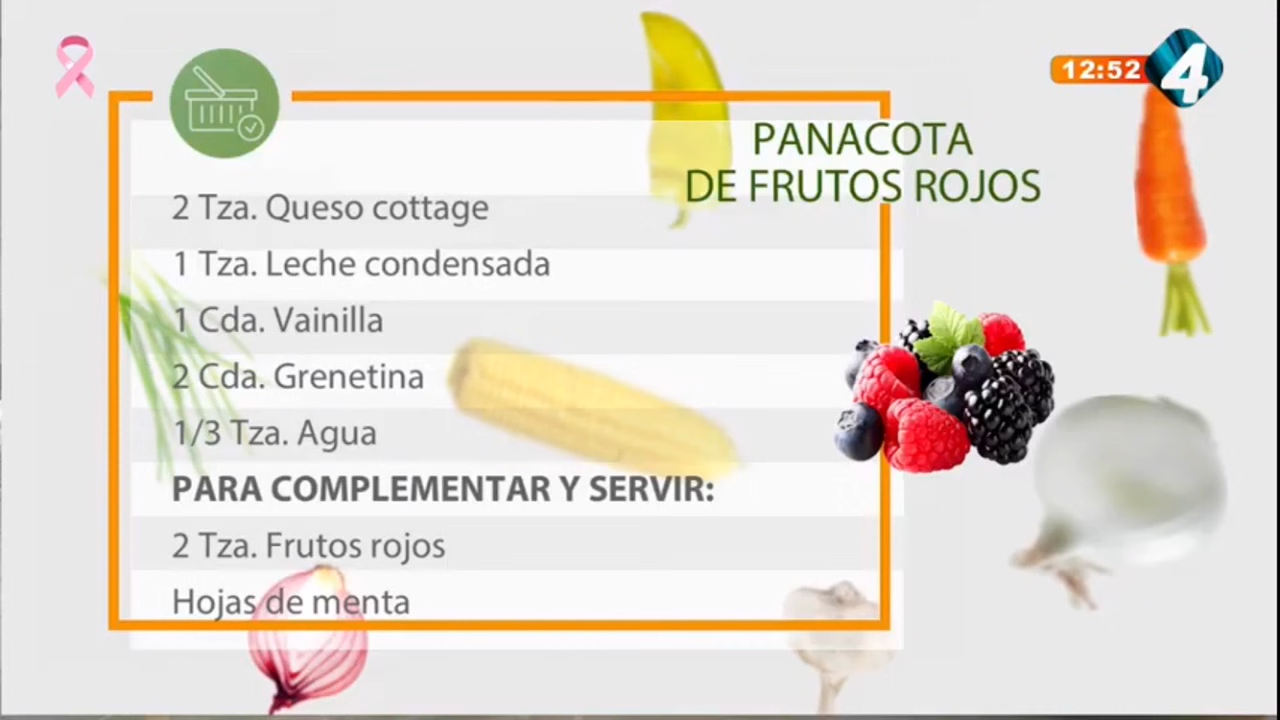 12:52
4
PANACOTA
DE FRUTOS ROJOS
2 Tza. Queso cottage
1 Tza. Leche condensada
1 Cda. Vainilla
2 Cda. Grenetina
1/3 Tza. Agua
PARA COMPLEMENTAR Y SERVIR:
2 Tza. Frutos rojos
Hojas de menta